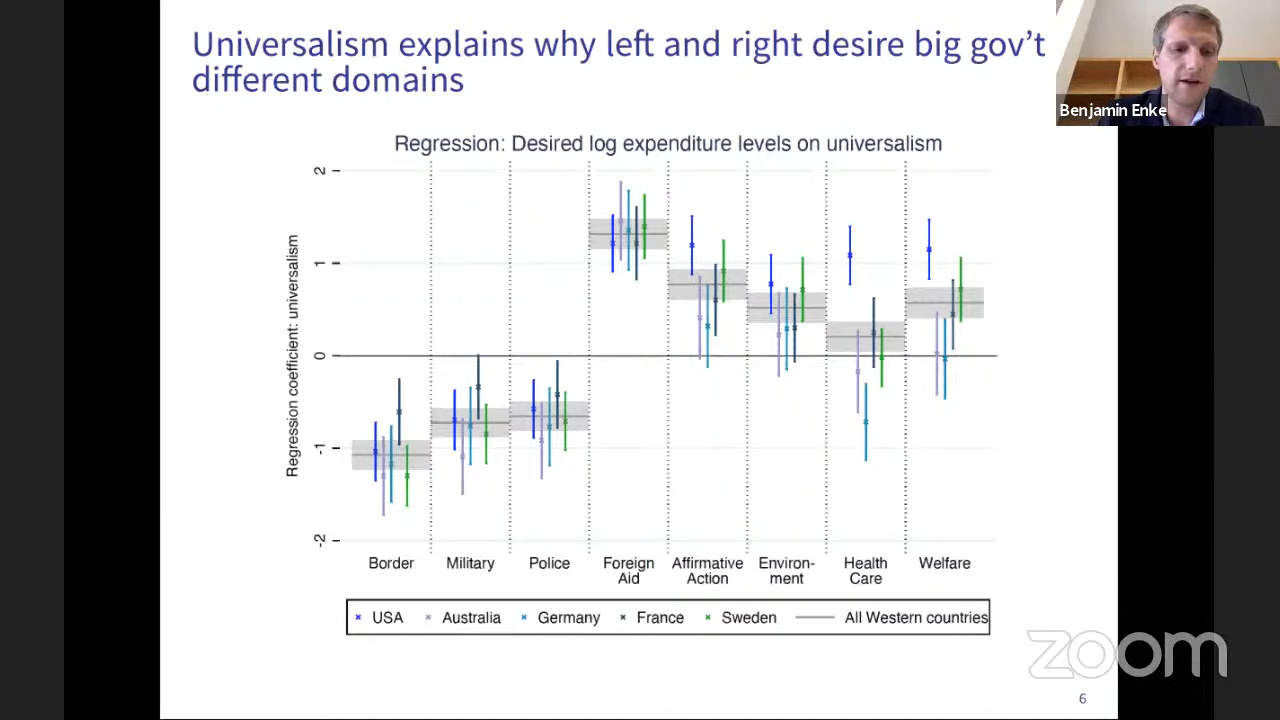 Universalism explains why left and right desire big gov't
different domains
Benjamin Enke
Regression: Desired log expenditure levels on universalism
Regression coefficient: universalism
2
1
0
-1
-2
Border
Military
Police
Foreign
Aid
Affirmative
Action
Environ-
ment
Health
Care
Welfare
USA
Australia
Germany
France
Sweden
All Western countries
zoom
6